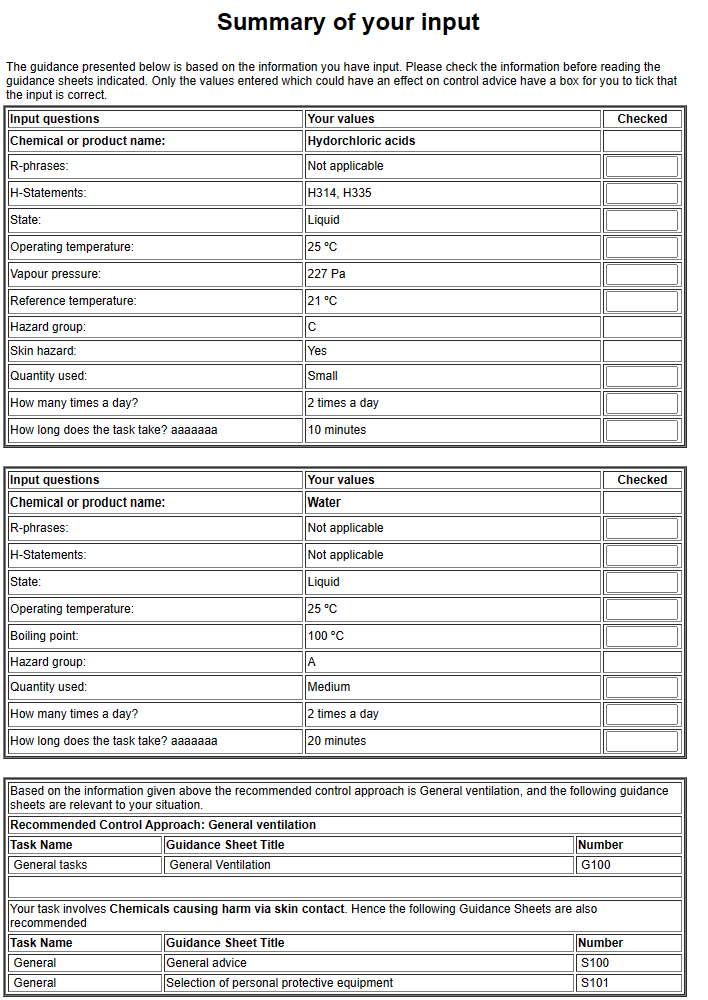 Summary of your input
The guidance presented below is based on the information you have input. Please check the information before reading the
guidance sheets indicated. Only the values entered which could have an effect on control advice have a box for you to tick that
the input is correct.
Input questions Your values Checked
Chemical or product name: Hydorchloric acids
R-phrases: Not applicable
H-Statements: H314, H335
State: Liquid
Operating temperature: 25 ºC
Vapour pressure: 227 Pa
Reference temperature: 21 ºC
Hazard group: C
Skin hazard: Yes
Quantity used: Small
How many times a day? 2 times a day
How long does the task take? aaaaaaa 10 minutes
Input questions Your values Checked
Chemical or product name: Water
R-phrases: Not applicable
H-Statements: Not applicable
State: Liquid
Operating temperature: 25 ºC
Boiling point: 100 ºC
Hazard group: A
Quantity used: Medium
How many times a day? 2 times a day
How long does the task take? aaaaaaa 20 minutes
Based on the information given above the recommended control approach is General ventilation, and the following guidance
sheets are relevant to your situation.
Recommended Control Approach: General ventilation
Task Name Guidance Sheet Title Number
General tasks General Ventilation G100
Your task involves Chemicals causing harm via skin contact. Hence the following Guidance Sheets are also
recommended
Task Name Guidance Sheet Title Number
General General advice S100
General Selection of personal protective equipment S101